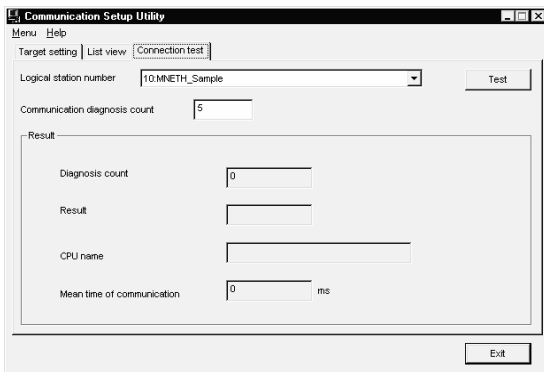 Communication Setup Utility
Menu Help
Target setting List view Connection test
Logical station number 10:MNETH_Sample Test
Communication diagnosis count 5
Result
Diagnosis count 0
Result
CPU name
Mean time of communication 0 ms
Exit